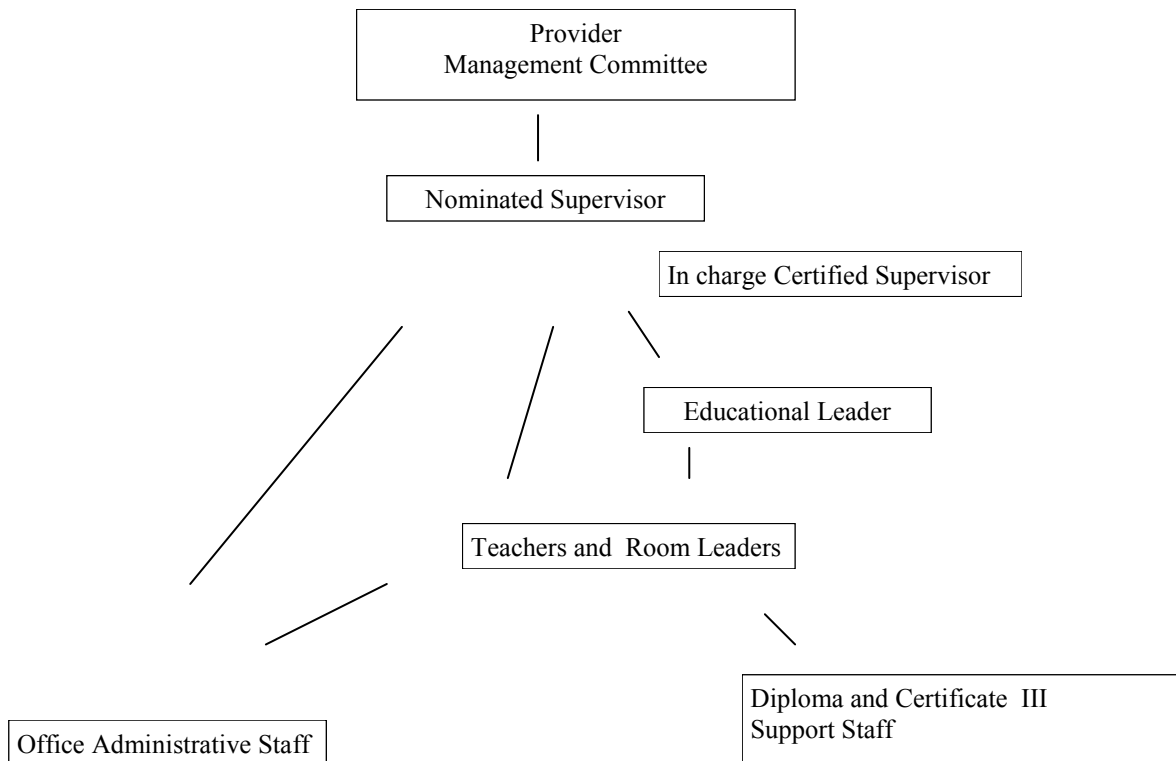 Provider
Management Committee
Nominated Supervisor
In charge Certified Supervisor
Educational Leader
Teachers and  Room Leaders
Diploma and Certificate  III
Support Staff
Office Administrative Staff